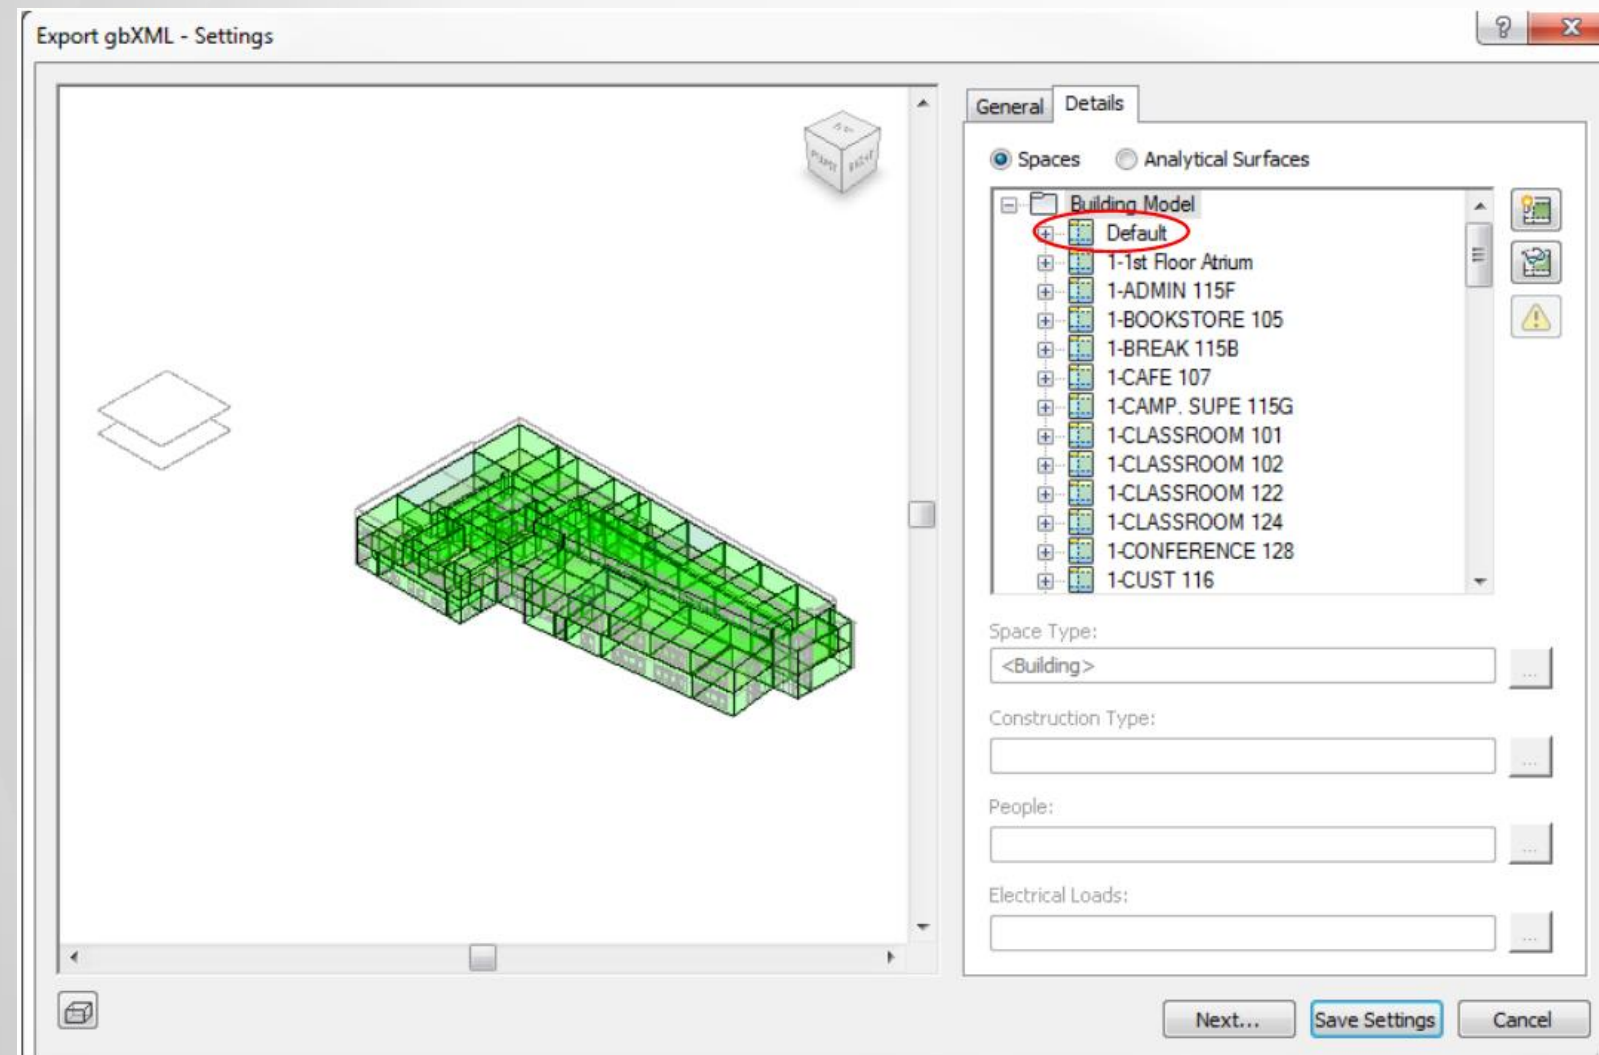 Export gbXML - Settings
General
Details
Spaces
Analytical Surfaces
Building Model
Default
1-1st Floor Atrium
1-ADMIN 115F
1-BOOKSTORE 105
1-BREAK 115B
1-CAFE 107
1-CAMP. SUPE 115G
1-CLASSROOM 101
1-CLASSROOM 102
1-CLASSROOM 122
1-CLASSROOM 124
1-CONFERENCE 128
1-CUST 116
Space Type:
<Building>
...
Construction Type:
...
People:
...
Electrical Loads:
...
Next...
Save Settings
Cancel